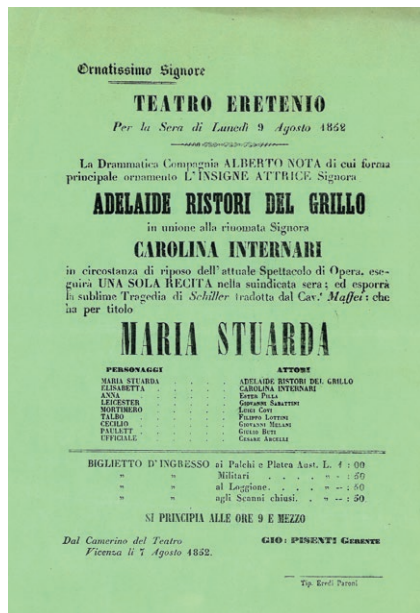 Ornatissimo Signore
TEATRO ERETENIO
Per la Sera di Lunedì 9 Agosto 1852
La Drammatica Compagnia ALBERTO NOTA di cui forma
principale ornamento L'INSIGNE ATTRICE Signora
ADELAIDE RISTORI DEL GRILLO
in unione alla rinomata Signora
CAROLINA INTERNARI
in circostanza di riposo dell'attuale Spettacolo di Opera, ese-
guirà UNA SOLA RECITA nella suindicata sera; ed esporrà
la sublime Tragedia di Schiller tradotta dal Cav.r Maffei: che
ha per titolo
MARIA STUARDA
PERSONAGGI ATTORI
MARIA STUARDA . . . . . ADELAIDE RISTORI DEL GRILLO
ELISABETTA . . . . . CAROLINA INTERNARI
ANNA . . . . . ESTER PILLA
LEICESTER . . . . . GIOVANNI SABATTINI
MORTIMERO . . . . . LUIGI COVI
TALBO . . . . . FILIPPO LOTTINI
CECILIO . . . . . GIOVANNI MELANI
PAULETT . . . . . GIULIO BUTI
UFFICIALE . . . . . CESARE ARCELLI
BIGLIETTO D'INGRESSO ai Palchi e Platea Aust. L. 1 : 00
" " Militari . . . . " -- : 50
" " al Loggione . . . . " -- : 50
" " agli Scanni chiusi. . " -- : 50
SI PRINCIPIA ALLE ORE 9 E MEZZO
Dal Camerino del Teatro GIO: PISENTI GERENTE
Vicenza lì 7 Agosto 1852.
Tip. Eredi Paroni